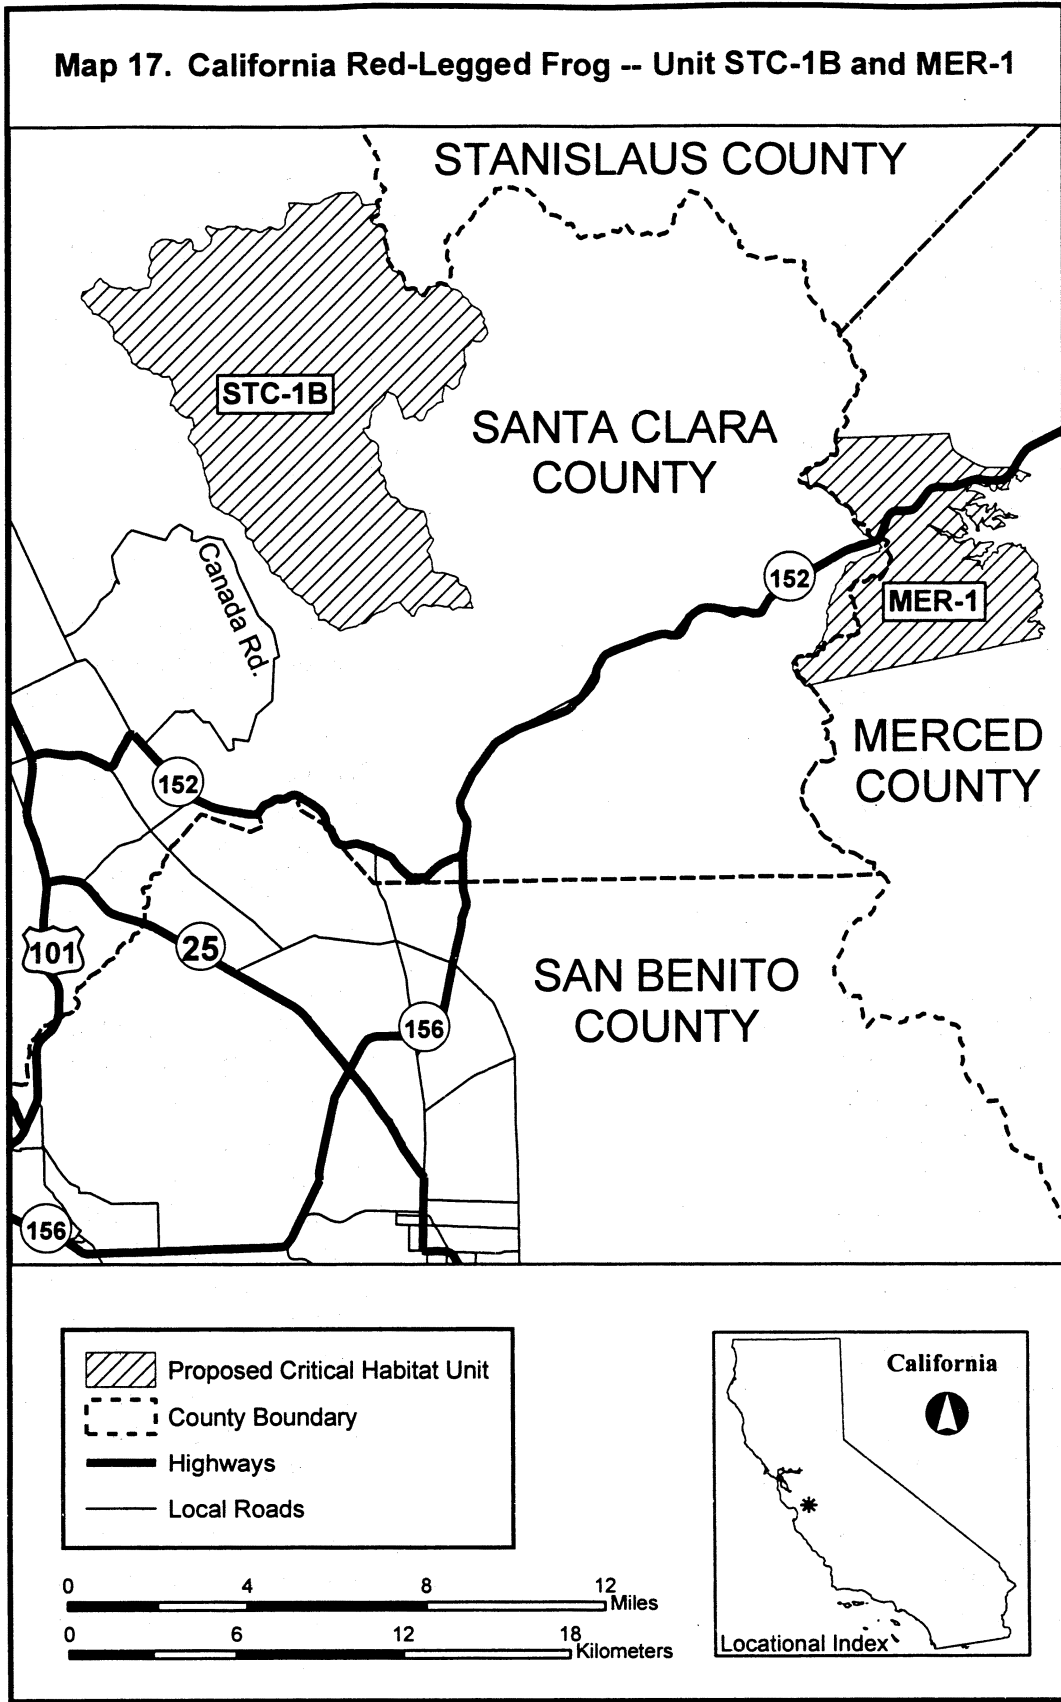 Map 17. California Red-Legged Frog -- Unit STC-1B and MER-1
STANISLAUS COUNTY
STC-1B
SANTA CLARA
COUNTY
Canada Rd.
152
MER-1
MERCED
COUNTY
152
101
25
SAN BENITO
COUNTY
156
156
Proposed Critical Habitat Unit
County Boundary
Highways
Local Roads
0 4 8 12
Miles
0 6 12 18
Kilometers
California
Locational Index